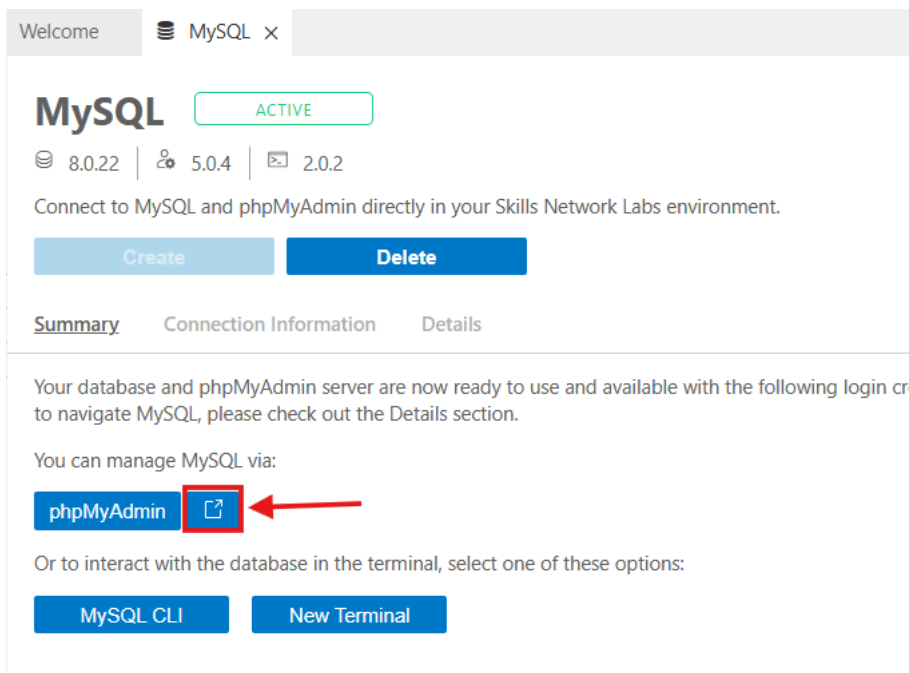 Welcome
MySQL
MySQL
ACTIVE
8.0.22
5.0.4
2.0.2
Connect to MySQL and phpMyAdmin directly in your Skills Network Labs environment.
Create
Delete
Summary
Connection Information
Details
Your database and phpMyAdmin server are now ready to use and available with the following login
to navigate MySQL, please check out the Details section.
You can manage MySQL via:
phpMyAdmin
Or to interact with the database in the terminal, select one of these options:
MySQL CLI
New Terminal